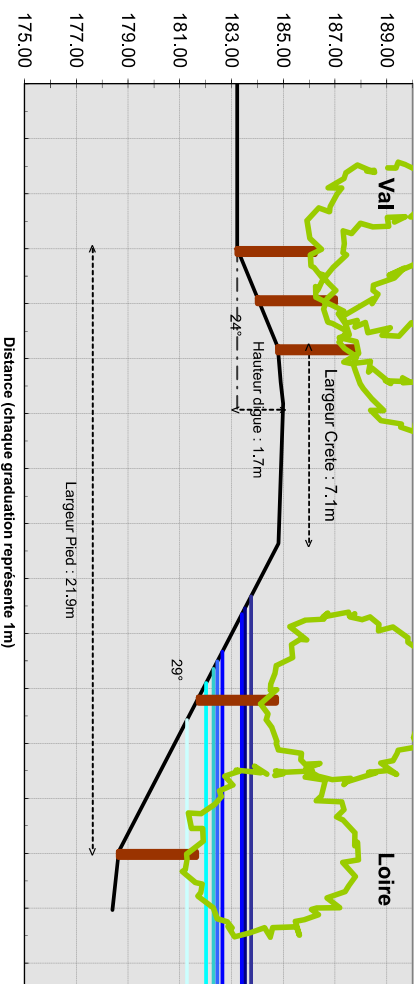 189.00
187.00
185.00
183.00
181.00
179.00
177.00
175.00
Val
Loire
Largeur Crete : 7.1m
Hauteur digue : 1.7m
24°
29°
Largeur Pied : 21.9m
Distance (chaque graduation représente 1m)